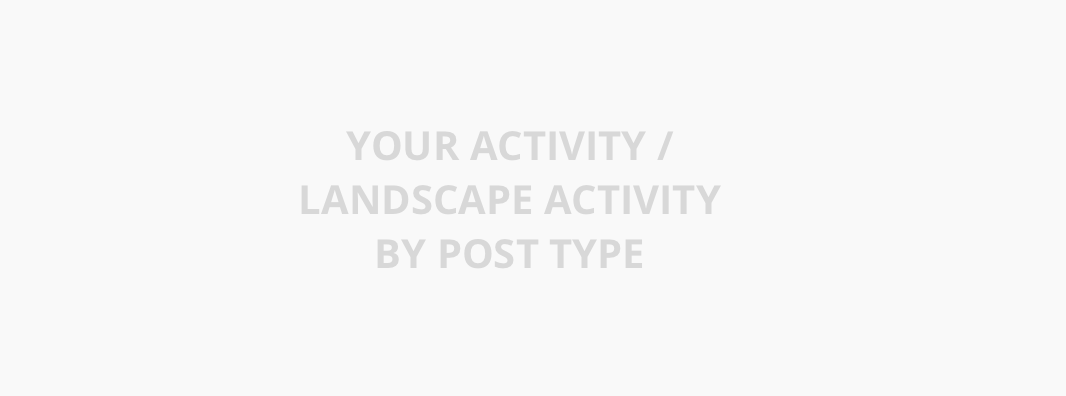 YOUR ACTIVITY /
LANDSCAPE ACTIVITY
BY POST TYPE